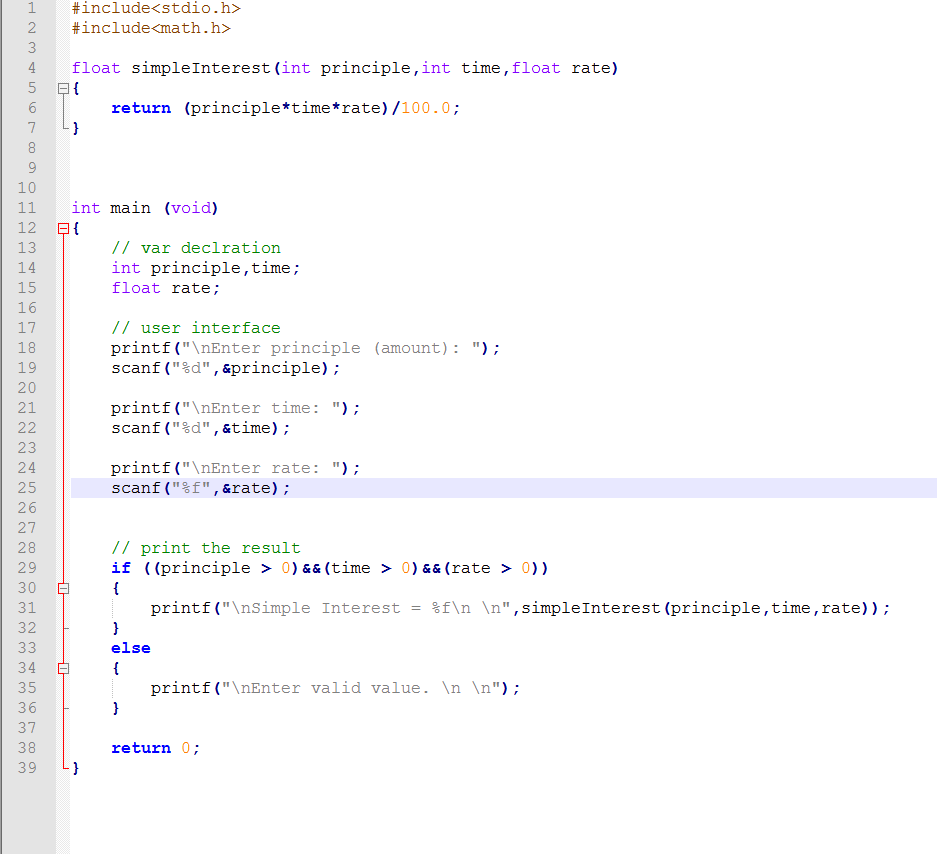 1 #include<stdio.h>
2 #include<math.h>
3
4 float simpleInterest(int principle,int time,float rate)
5 {
6     return (principle*time*rate)/100.0;
7 }
8
9
10
11 int main (void)
12 {
13     // var declration
14     int principle,time;
15     float rate;
16
17     // user interface
18     printf("\nEnter principle (amount): ");
19     scanf("%d",&principle);
20
21     printf("\nEnter time: ");
22     scanf("%d",&time);
23
24     printf("\nEnter rate: ");
25     scanf("%f",&rate);
26
27
28     // print the result
29     if ((principle > 0)&&(time > 0)&&(rate > 0))
30     {
31         printf("\nSimple Interest = %f\n \n",simpleInterest(principle,time,rate));
32     }
33     else
34     {
35         printf("\nEnter valid value. \n \n");
36     }
37
38     return 0;
39 }